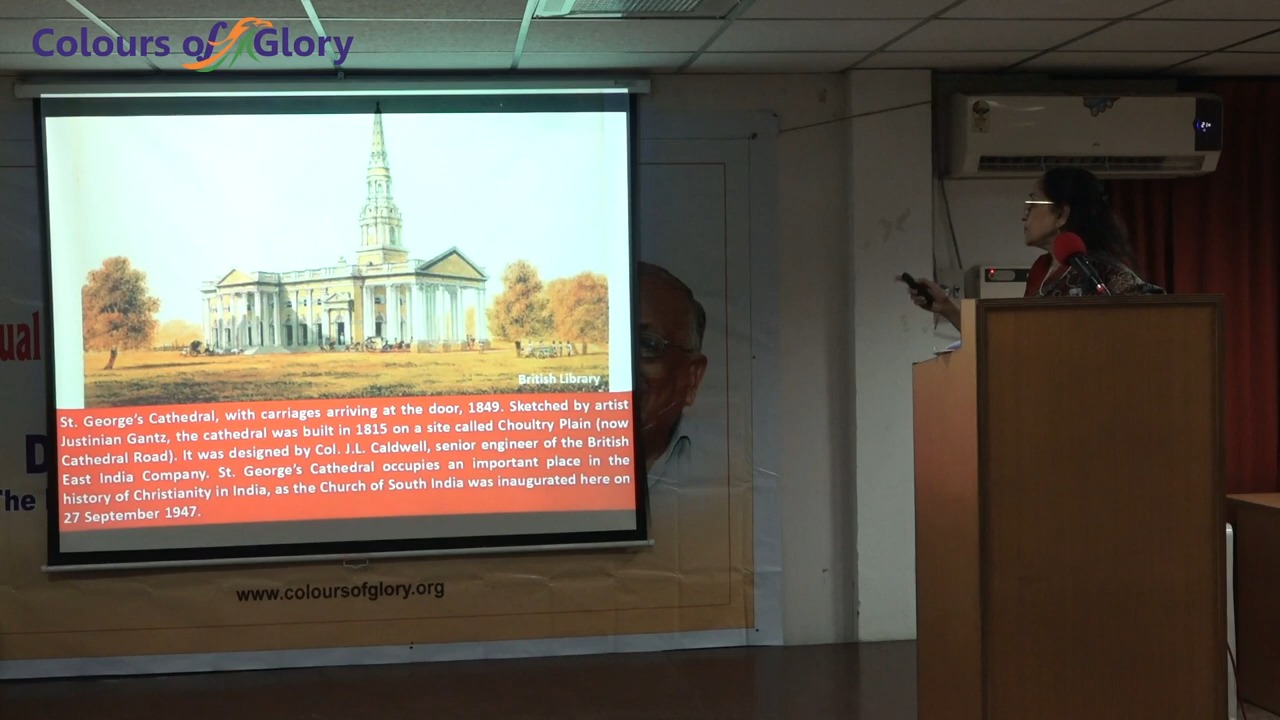 Colours of Glory
British Library
St. George's Cathedral, with carriages arriving at the door, 1849. Sketched by artist
Justinian Gantz, the cathedral was built in 1815 on a site called Choultry Plain (now
Cathedral Road). It was designed by Col. J.L. Caldwell, senior engineer of the British
East India Company. St. George's Cathedral occupies an important place in the
history of Christianity in India, as the Church of South India was inaugurated here on
27 September 1947.
ual
D
The
www.coloursofglory.org
21